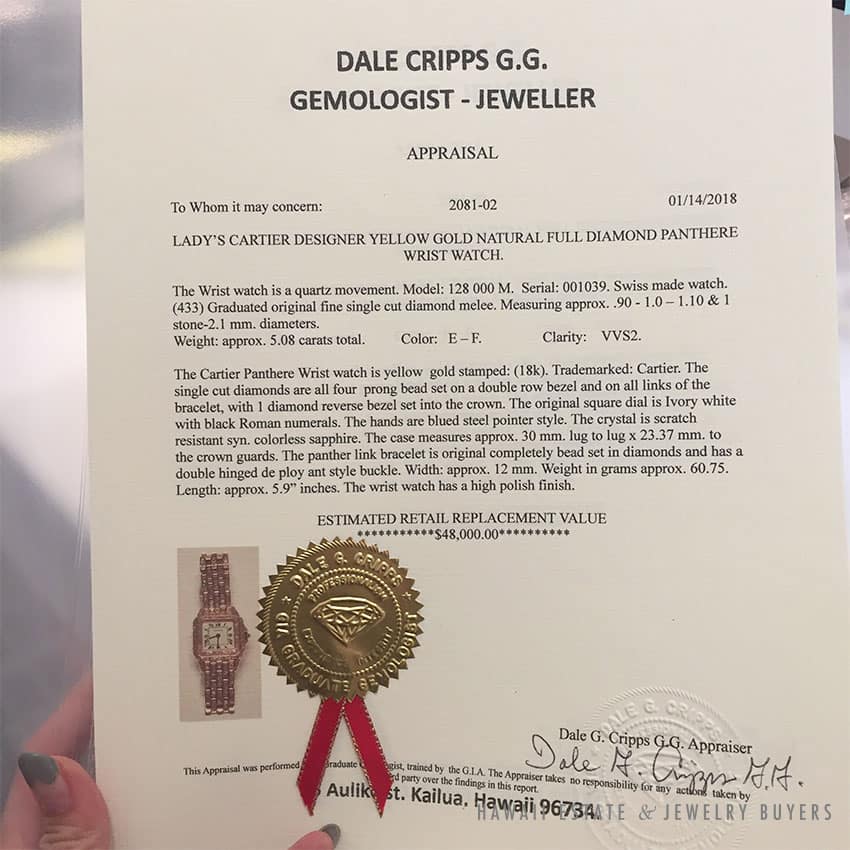 DALE CRIPPS G.G.
GEMOLOGIST - JEWELLER
APPRAISAL
To Whom it may concern: 2081-02 01/14/2018
LADY'S CARTIER DESIGNER YELLOW GOLD NATURAL FULL DIAMOND PANTHERE
WRIST WATCH.
The Wrist watch is a quartz movement. Model: 128 000 M. Serial: 001039. Swiss made watch.
(433) Graduated original fine single cut diamond melee. Measuring approx. .90 - 1.0 – 1.10 & 1
stone-2.1 mm. diameters.
Weight: approx. 5.08 carats total. Color: E – F. Clarity: VVS2.
The Cartier Panthere Wrist watch is yellow gold stamped: (18k). Trademarked: Cartier. The
single cut diamonds are all four prong bead set on a double row bezel and on all links of the
bracelet, with 1 diamond reverse bezel set into the crown. The original square dial is Ivory white
with black Roman numerals. The hands are blued steel pointer style. The crystal is scratch
resistant syn. colorless sapphire. The case measures approx. 30 mm. lug to lug x 23.37 mm. to
the crown guards. The panther link bracelet is original completely bead set in diamonds and has a
double hinged de ploy ant style buckle. Width: approx. 12 mm. Weight in grams approx. 60.75.
Length: approx. 5.9” inches. The wrist watch has a high polish finish.
ESTIMATED RETAIL REPLACEMENT VALUE
***********$48,000.00**********
DALE G. CRIPPS
PROFESSIONALISM
GIA GRADUATE GEMOLOGIST
DALE G. CRIPPS
Dale G. Cripps G.G. Appraiser
Dale G. Cripps G.G.
This Appraisal was performed Graduate trained by the G.I.A. The Appraiser takes no responsibility for any actions taken by
party over the findings in this report.
Aulike St. Kailua, Hawaii 96734.
HAWAII ESTATE & JEWELRY BUYERS